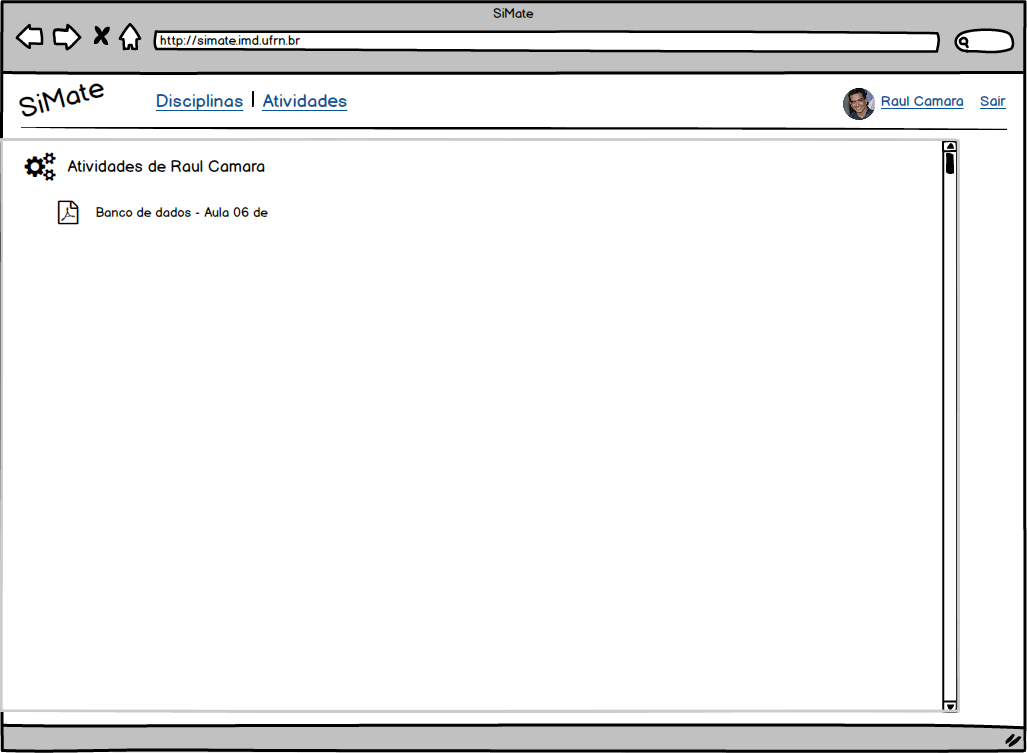 SiMate
http://simate.imd.ufrn.br
SiMate
Disciplinas | Atividades
Raul Camara
Sair
Atividades de Raul Camara
Banco de dados - Aula 06 de